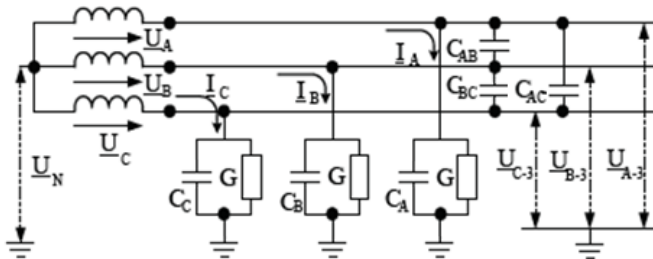 U_A
I_A
C_AB
U_B
I_C
I_B
C_BC
C_AC
U_C
U_N
G
G
G
C_C
C_B
C_A
U_C-3
U_B-3
U_A-3